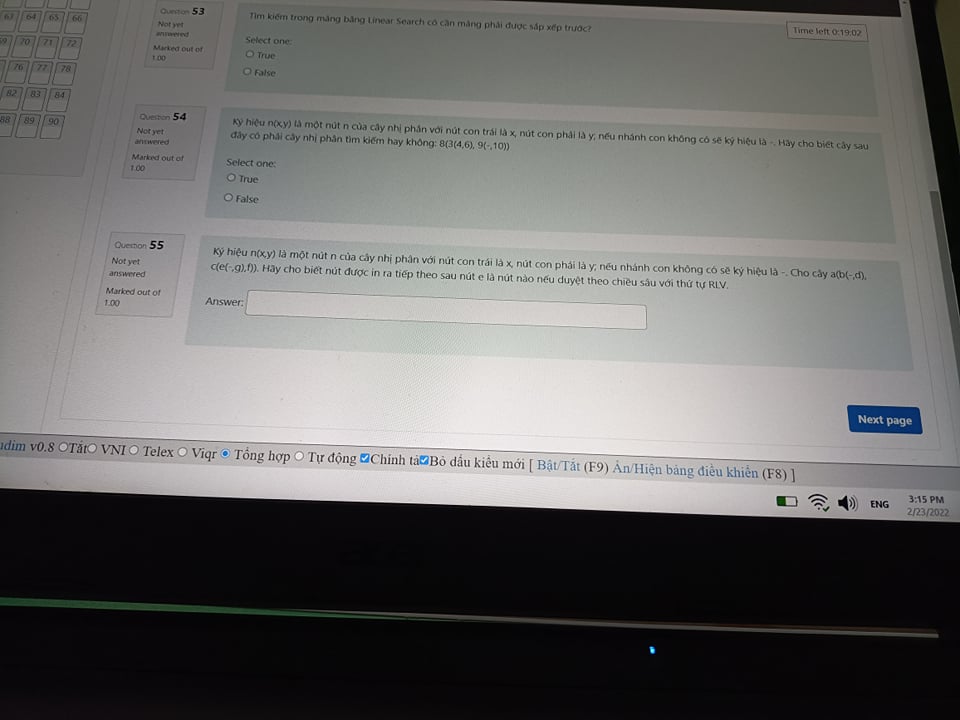 63 64 65 66
70 71 72
76 77 78
82 83 84
88 89 90
Question 53
Not yet
answered
Marked out of
1.00
Tìm kiếm trong mảng bằng Linear Search có cần mảng phải được sắp xếp trước?
Select one:
True
False
Time left 0:19:02
Question 54
Not yet
answered
Marked out of
1.00
Ký hiệu n(x,y) là một nút n của cây nhị phân với nút con trái là x, nút con phải là y; nếu nhánh con không có sẽ ký hiệu là -. Hãy cho biết cây sau
đây có phải cây nhị phân tìm kiếm hay không: 8(3(4,6), 9(-,10))
Select one:
True
False
Question 55
Not yet
answered
Marked out of
1.00
Ký hiệu n(x,y) là một nút n của cây nhị phân với nút con trái là x, nút con phải là y; nếu nhánh con không có sẽ ký hiệu là -. Cho cây a(b(-,d),
c(e(-,g),f)). Hãy cho biết nút được in ra tiếp theo sau nút e là nút nào nếu duyệt theo chiều sâu với thứ tự RLV.
Answer:
Next page
v0.8 Tắt VNI Telex Viqr Tổng hợp Tự động Chính tả Bỏ dấu kiểu mới [ Bật/Tắt (F9) Ẩn/Hiện bảng điều khiển (F8) ]
ENG
3:15 PM
2/23/2022